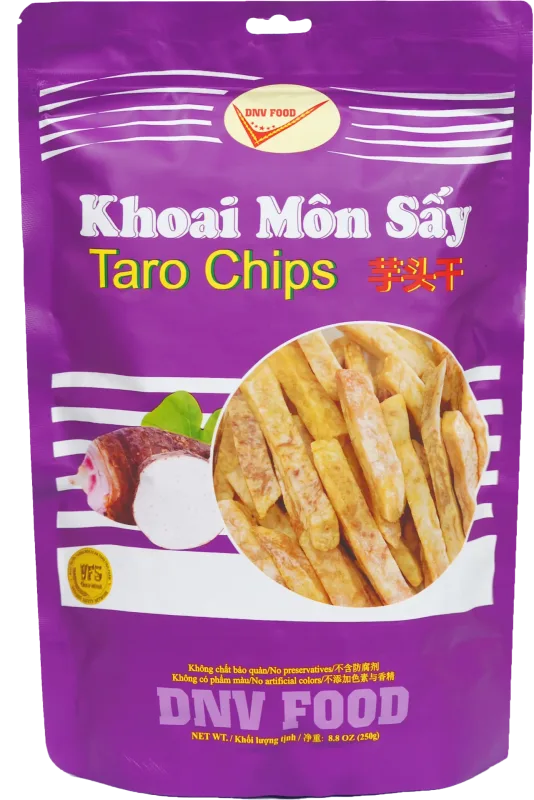 DNV FOOD
Khoai Môn Sấy
Taro Chips 芋头干
Không chất bảo quản/No preservatives/不含防腐剂
Không có phẩm màu/No artificial colors/不添加色素与香精
DNV FOOD
NET WT. / Khối lượng tịnh / 净重: 8.8 OZ (250g)